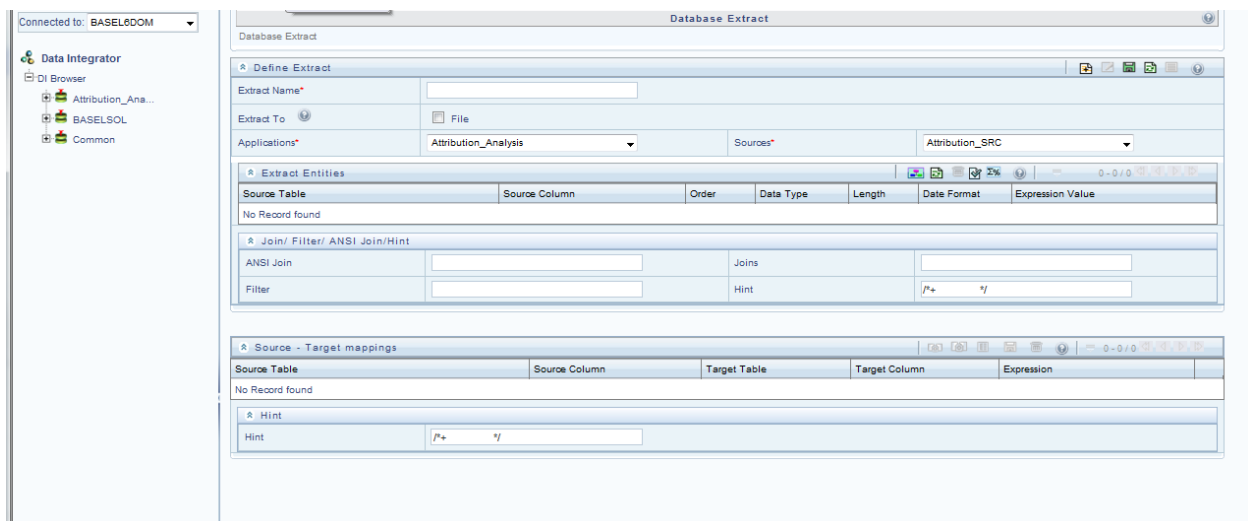 Connected to: BASEL6DOM
Data Integrator
DI Browser
Attribution_Ana...
BASELSOL
Common
Database Extract
Database Extract
Define Extract
Extract Name*
Extract To File
Applications* Attribution_Analysis Sources* Attribution_SRC
Extract Entities 0-0/0
Source Table Source Column Order Data Type Length Date Format Expression Value
No Record found
Join/ Filter/ ANSI Join/Hint
ANSI Join Joins
Filter Hint /*+ */
Source - Target mappings 0-0/0
Source Table Source Column Target Table Target Column Expression
No Record found
Hint
Hint /*+ */